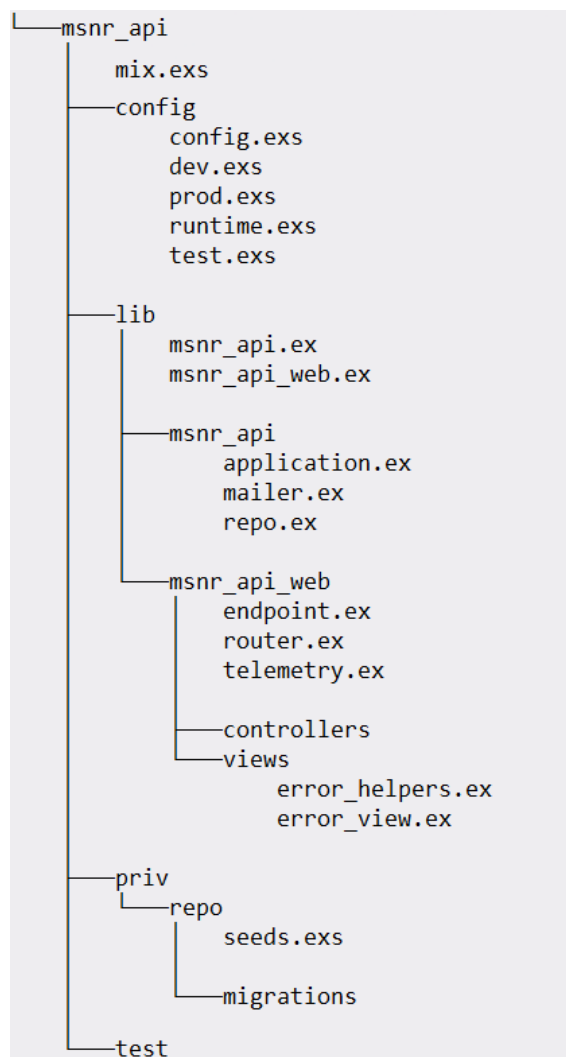 msnr_api
mix.exs
config
config.exs
dev.exs
prod.exs
runtime.exs
test.exs
lib
msnr_api.ex
msnr_api_web.ex
msnr_api
application.ex
mailer.ex
repo.ex
msnr_api_web
endpoint.ex
router.ex
telemetry.ex
controllers
views
error_helpers.ex
error_view.ex
priv
repo
seeds.exs
migrations
test